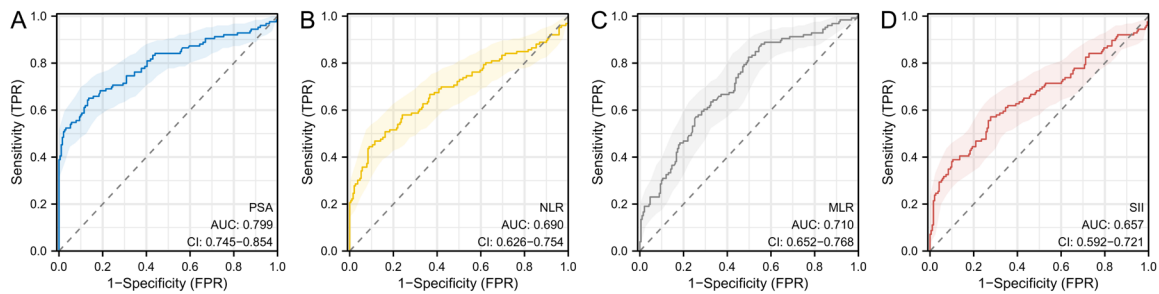 A
Sensitivity (TPR)
1.0
0.8
0.6
0.4
0.2
0.0
PSA
AUC: 0.799
CI: 0.745−0.854
0.0 0.2 0.4 0.6 0.8 1.0
1−Specificity (FPR)
B
Sensitivity (TPR)
1.0
0.8
0.6
0.4
0.2
0.0
NLR
AUC: 0.690
CI: 0.626−0.754
0.0 0.2 0.4 0.6 0.8 1.0
1−Specificity (FPR)
C
Sensitivity (TPR)
1.0
0.8
0.6
0.4
0.2
0.0
MLR
AUC: 0.710
CI: 0.652−0.768
0.0 0.2 0.4 0.6 0.8 1.0
1−Specificity (FPR)
D
Sensitivity (TPR)
1.0
0.8
0.6
0.4
0.2
0.0
SII
AUC: 0.657
CI: 0.592−0.721
0.0 0.2 0.4 0.6 0.8 1.0
1−Specificity (FPR)